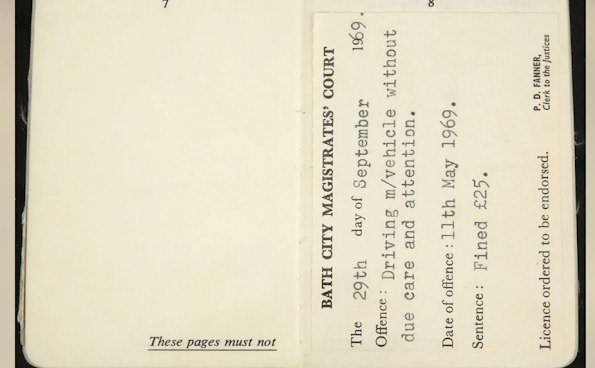 7
These pages must not
8
BATH CITY MAGISTRATES' COURT
The 29th day of September 1969.
Offence: Driving m/vehicle without
due care and attention.
Date of offence: 11th May 1969.
Sentence: Fined £25.
Licence ordered to be endorsed.
P. D. FANNER,
Clerk to the Justices